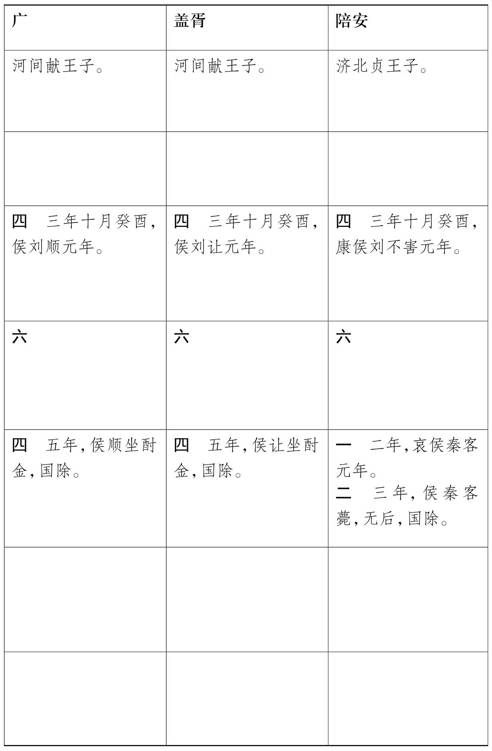 广 盖胥 陪安
河间献王子。 河间献王子。 济北贞王子。
四 三年十月癸酉， 四 三年十月癸酉， 四 三年十月癸酉，
侯刘顺元年。 侯刘让元年。 康侯刘不害元年。
六 六 六
四 五年，侯顺坐酎 四 五年，侯让坐酎 一 二年，哀侯秦客
金，国除。 金，国除。 元年。
二 三年，侯秦客
薨，无后，国除。